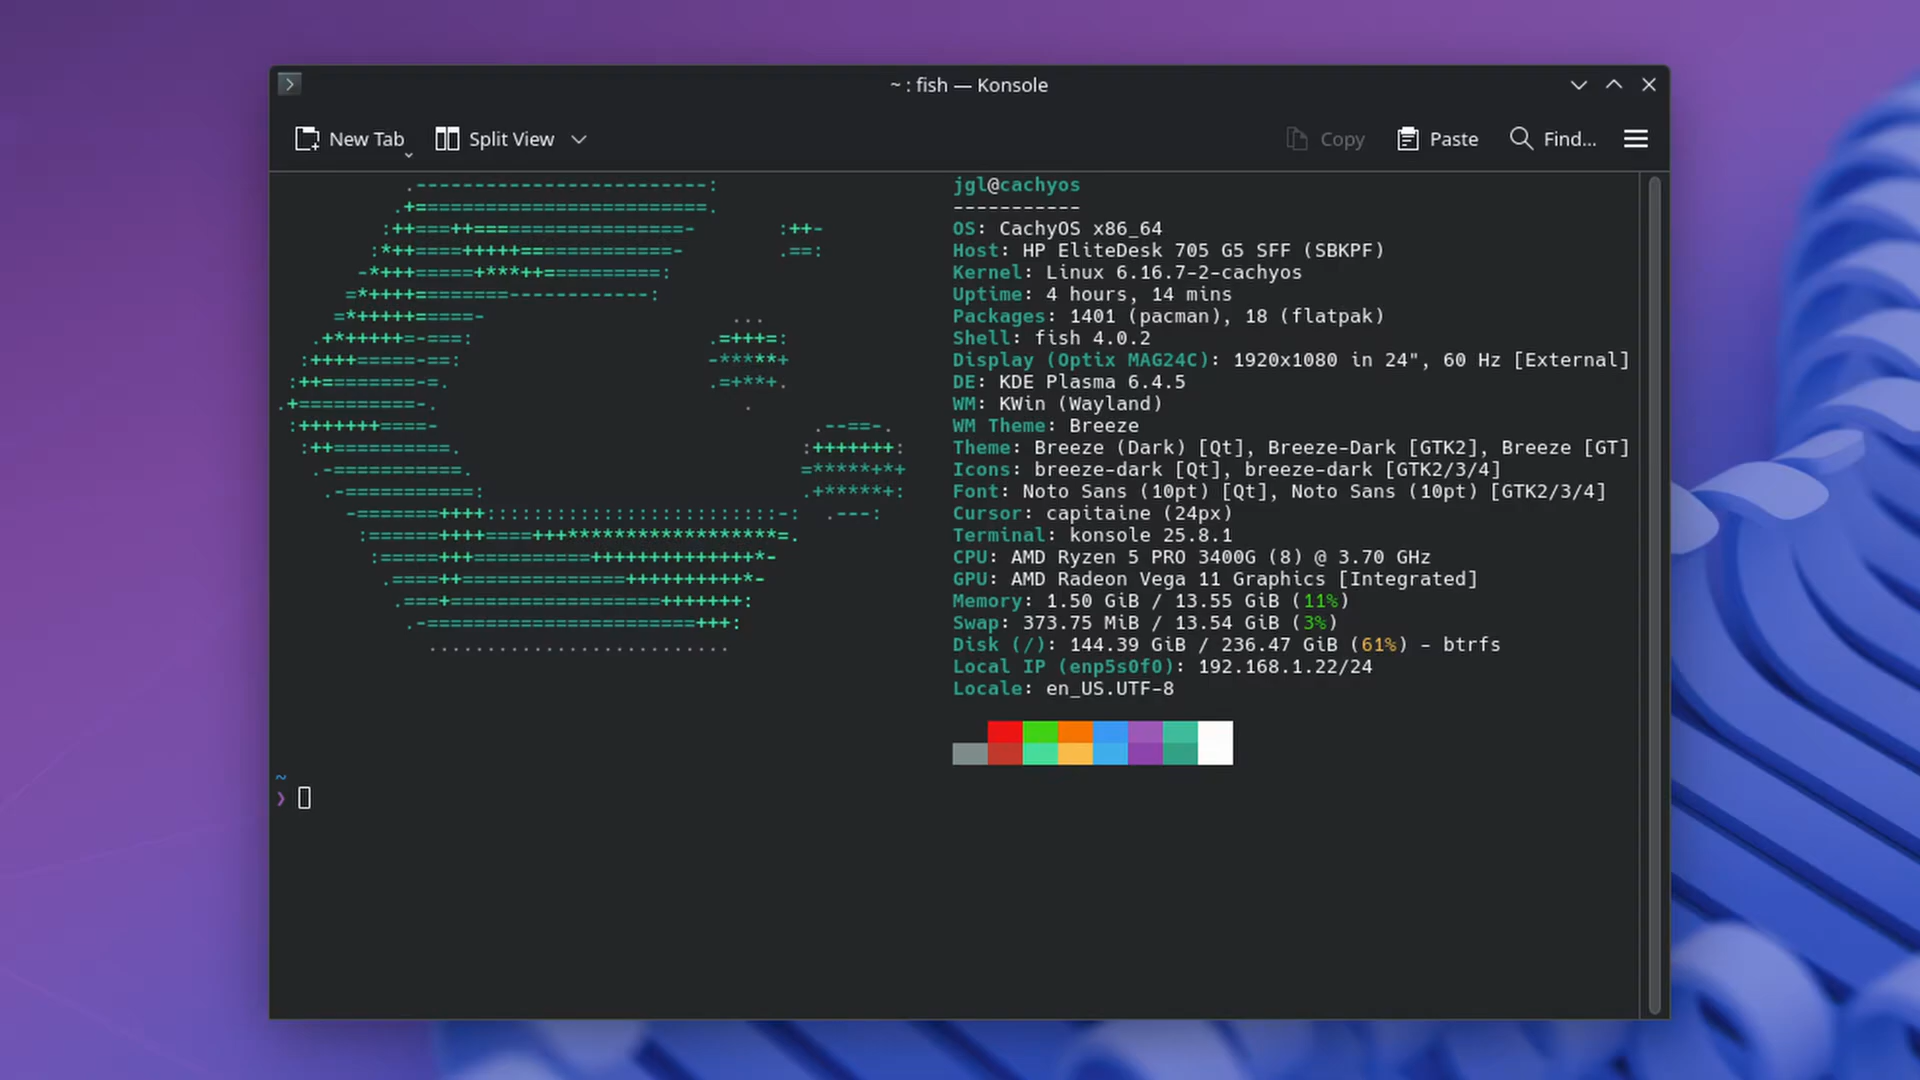 ~ : fish — Konsole
New Tab
Split View
Copy
Paste
Find...
jgl@cachyos
-----------
OS: CachyOS x86_64
Host: HP EliteDesk 705 G5 SFF (SBKPF)
Kernel: Linux 6.16.7-2-cachyos
Uptime: 4 hours, 14 mins
Packages: 1401 (pacman), 18 (flatpak)
Shell: fish 4.0.2
Display (Optix MAG24C): 1920x1080 in 24", 60 Hz [External]
DE: KDE Plasma 6.4.5
WM: KWin (Wayland)
WM Theme: Breeze
Theme: Breeze (Dark) [Qt], Breeze-Dark [GTK2], Breeze [GT]
Icons: breeze-dark [Qt], breeze-dark [GTK2/3/4]
Font: Noto Sans (10pt) [Qt], Noto Sans (10pt) [GTK2/3/4]
Cursor: capitaine (24px)
Terminal: konsole 25.8.1
CPU: AMD Ryzen 5 PRO 3400G (8) @ 3.70 GHz
GPU: AMD Radeon Vega 11 Graphics [Integrated]
Memory: 1.50 GiB / 13.55 GiB (11%)
Swap: 373.75 MiB / 13.54 GiB (3%)
Disk (/): 144.39 GiB / 236.47 GiB (61%) - btrfs
Local IP (enp5s0f0): 192.168.1.22/24
Locale: en_US.UTF-8
~
❯